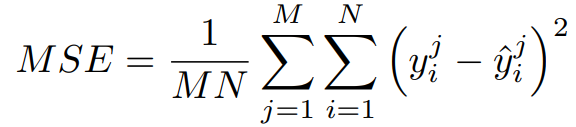 $MSE = \frac{1}{MN} \sum_{j=1}^{M} \sum_{i=1}^{N} \left( y_i^j - \hat{y}_i^j \right)^2$